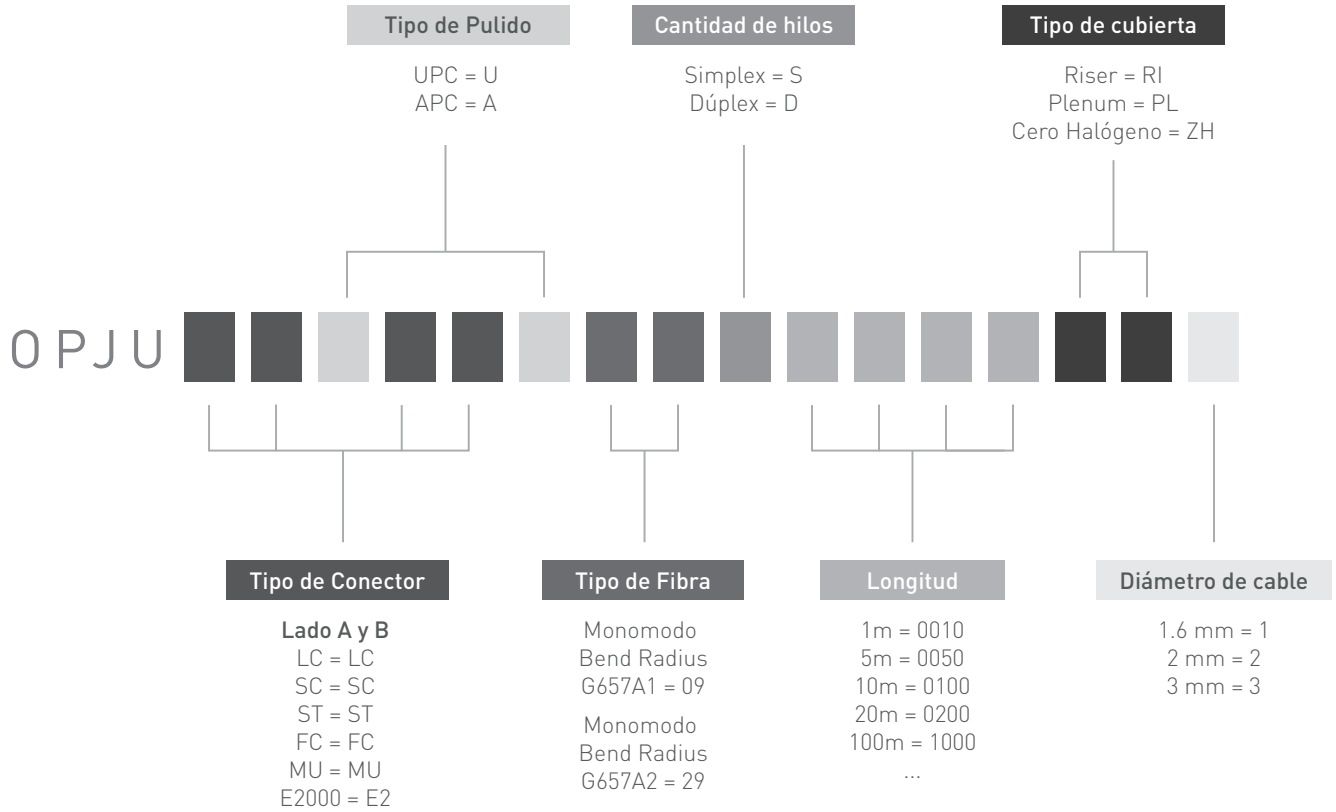 Tipo de Pulido
UPC = U
APC = A
Cantidad de hilos
Simplex = S
Dúplex = D
Tipo de cubierta
Riser = RI
Plenum = PL
Cero Halógeno = ZH
OPJU
Tipo de Conector
Lado A y B
LC = LC
SC = SC
ST = ST
FC = FC
MU = MU
E2000 = E2
Tipo de Fibra
Monomodo
Bend Radius
G657A1 = 09
Monomodo
Bend Radius
G657A2 = 29
Longitud
1m = 0010
5m = 0050
10m = 0100
20m = 0200
100m = 1000
...
Diámetro de cable
1.6 mm = 1
2 mm = 2
3 mm = 3